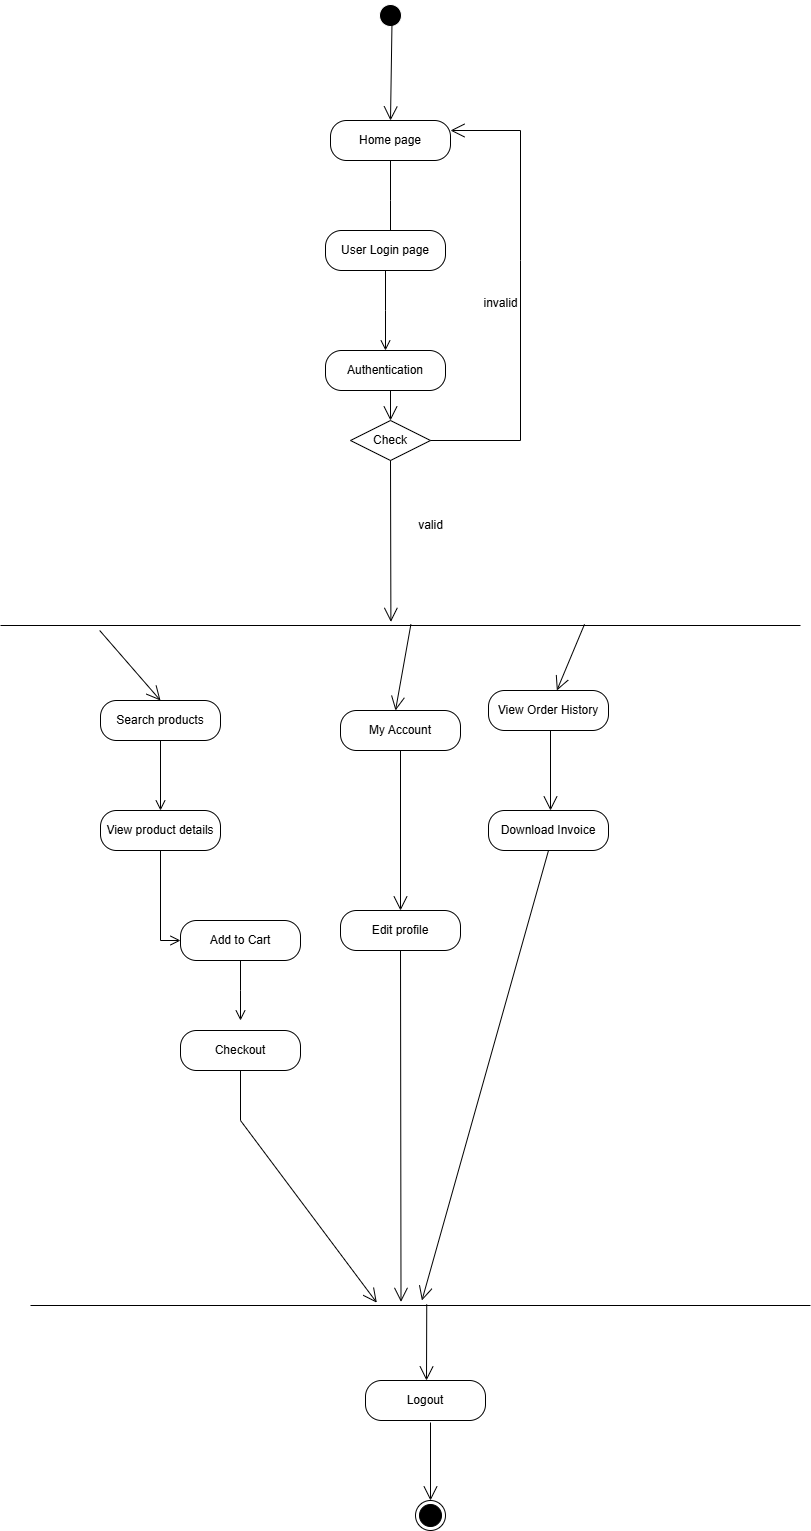 Home page
User Login page
invalid
Authentication
Check
valid
Search products
My Account
View Order History
View product details
Download Invoice
Add to Cart
Edit profile
Checkout
Logout